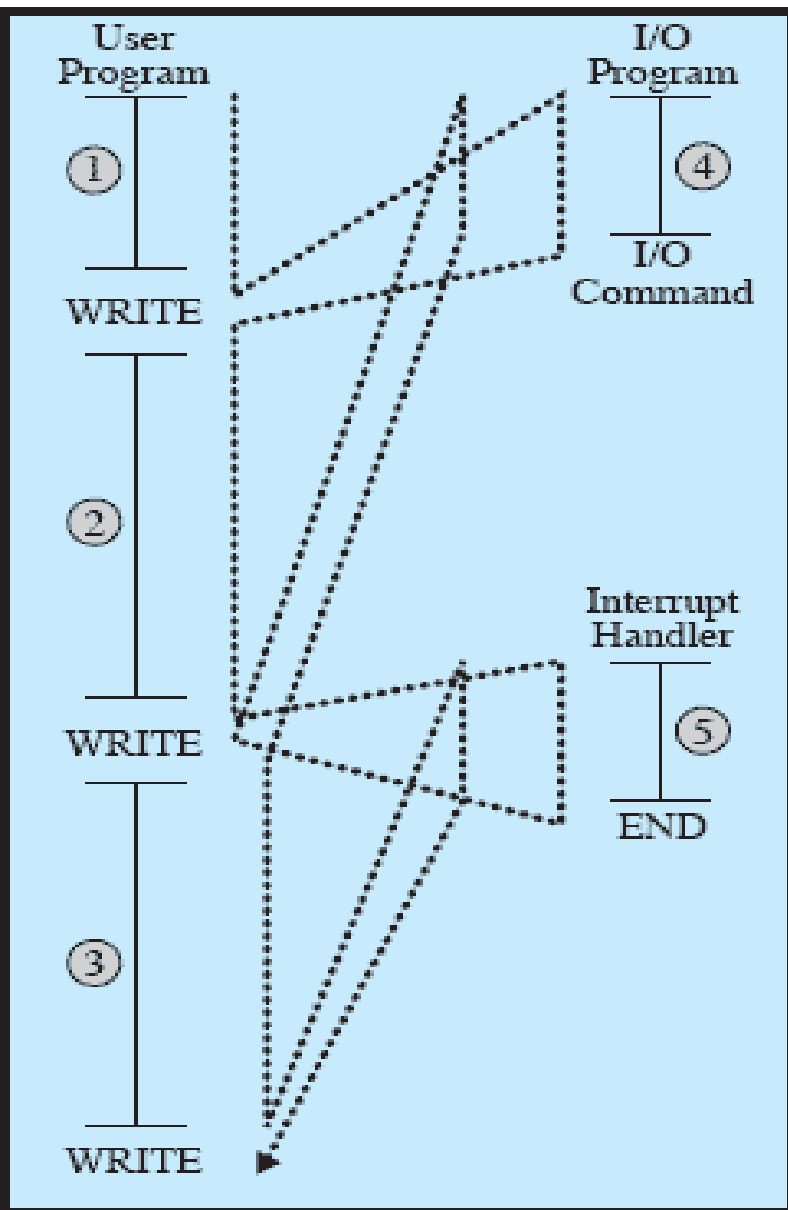 User
Program
I/O
Program
1
4
WRITE
I/O
Command
2
Interrupt
Handler
WRITE
5
END
3
WRITE